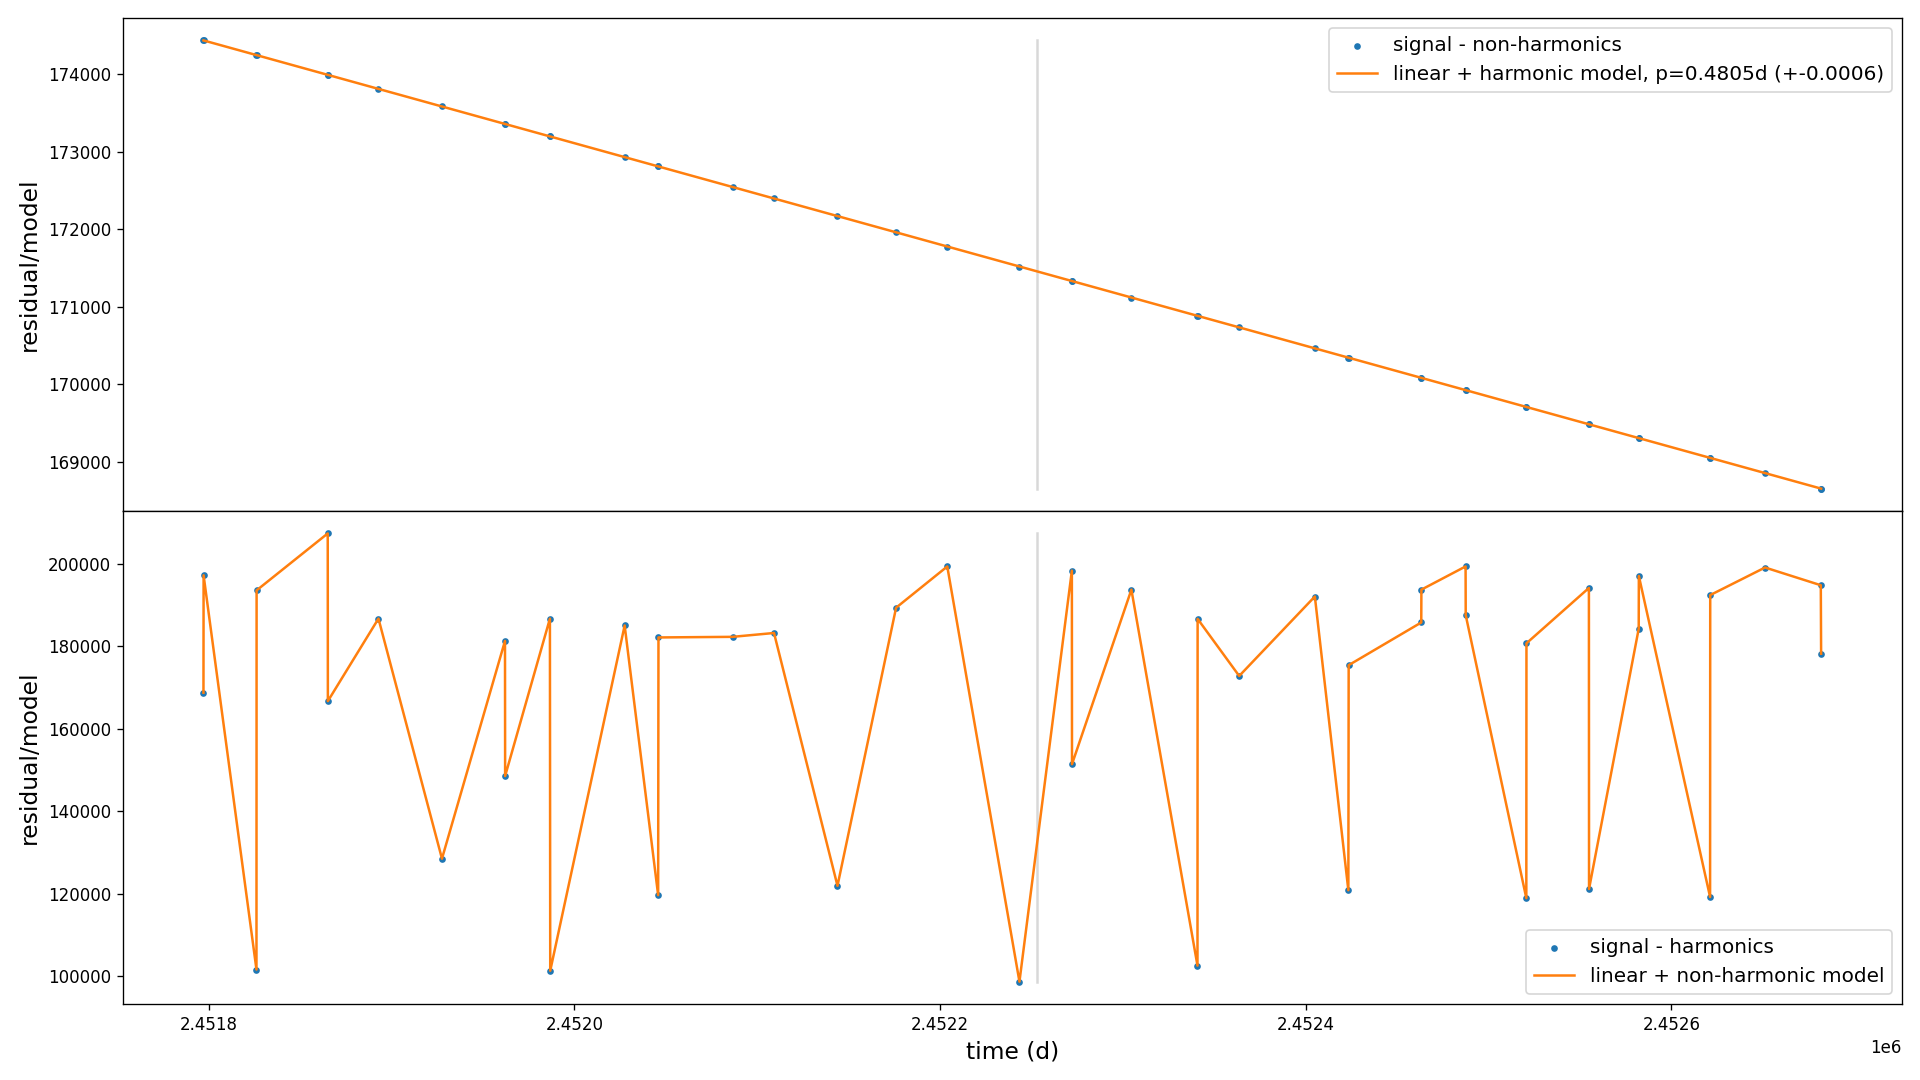 174000
173000
172000
171000
170000
169000
residual/model
signal - non-harmonics
linear + harmonic model, p=0.4805d (+-0.0006)
200000
180000
160000
140000
120000
100000
residual/model
signal - harmonics
linear + non-harmonic model
2.4518
2.4520
2.4522
2.4524
2.4526
1e6
time (d)